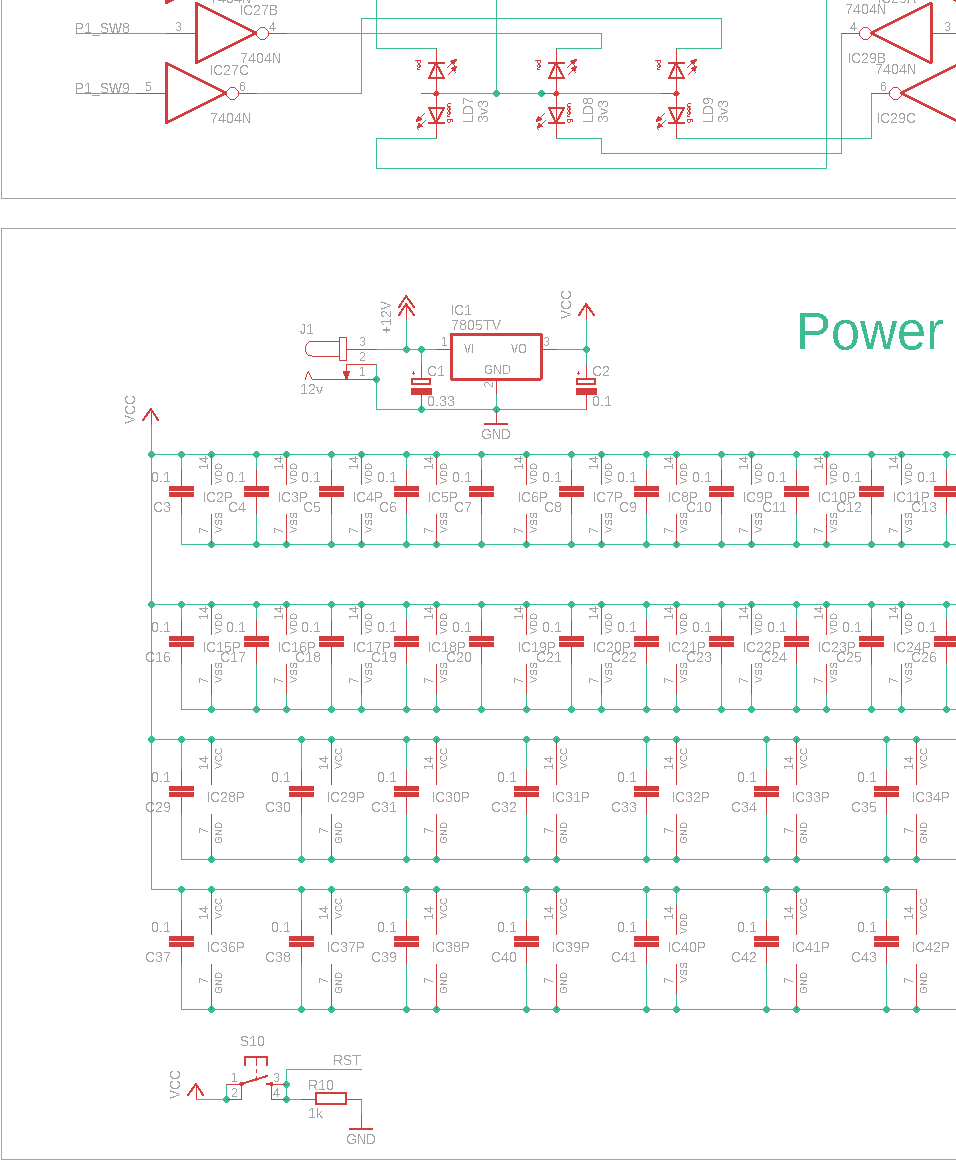 7404N IC29A
IC27B 7404N
P1_SW8 3 4 4 3
7404N IC29B
IC27C 7404N
P1_SW9 5 6 6
7404N IC29C
LD7 3v3 LD8 3v3 LD9 3v3
Power
+12V IC1 VCC
7805TV
J1 3 1 VI VO 3
2 GND
1 C1 2 C2
12v 0.33 0.1
VCC GND
14 VDD 14 VDD 14 VDD 14 VDD 14 VDD 14 VDD 14 VDD 14 VDD 14 VDD 14 VDD
0.1 0.1 0.1 0.1 0.1 0.1 0.1 0.1 0.1 0.1 0.1
IC2P IC3P IC4P IC5P IC6P IC7P IC8P IC9P IC10P IC11P
C3 C4 C5 C6 C7 C8 C9 C10 C11 C12 C13
7 VSS 7 VSS 7 VSS 7 VSS 7 VSS 7 VSS 7 VSS 7 VSS 7 VSS 7 VSS
14 VDD 14 VDD 14 VDD 14 VDD 14 VDD 14 VDD 14 VDD 14 VDD 14 VDD 14 VDD
0.1 0.1 0.1 0.1 0.1 0.1 0.1 0.1 0.1 0.1 0.1
IC15P IC16P IC17P IC18P IC19P IC20P IC21P IC22P IC23P IC24P
C16 C17 C18 C19 C20 C21 C22 C23 C24 C25 C26
7 VSS 7 VSS 7 VSS 7 VSS 7 VSS 7 VSS 7 VSS 7 VSS 7 VSS 7 VSS
14 VCC 14 VCC 14 VCC 14 VCC 14 VCC 14 VCC 14 VCC
0.1 0.1 0.1 0.1 0.1 0.1 0.1
IC28P IC29P IC30P IC31P IC32P IC33P IC34P
C29 C30 C31 C32 C33 C34 C35
7 GND 7 GND 7 GND 7 GND 7 GND 7 GND 7 GND
14 VCC 14 VCC 14 VCC 14 VCC 14 VDD 14 VCC 14 VCC
0.1 0.1 0.1 0.1 0.1 0.1 0.1
IC36P IC37P IC38P IC39P IC40P IC41P IC42P
C37 C38 C39 C40 C41 C42 C43
7 GND 7 GND 7 GND 7 GND 7 VSS 7 GND 7 GND
S10
RST
VCC 1 3
2 4 R10
1k
GND